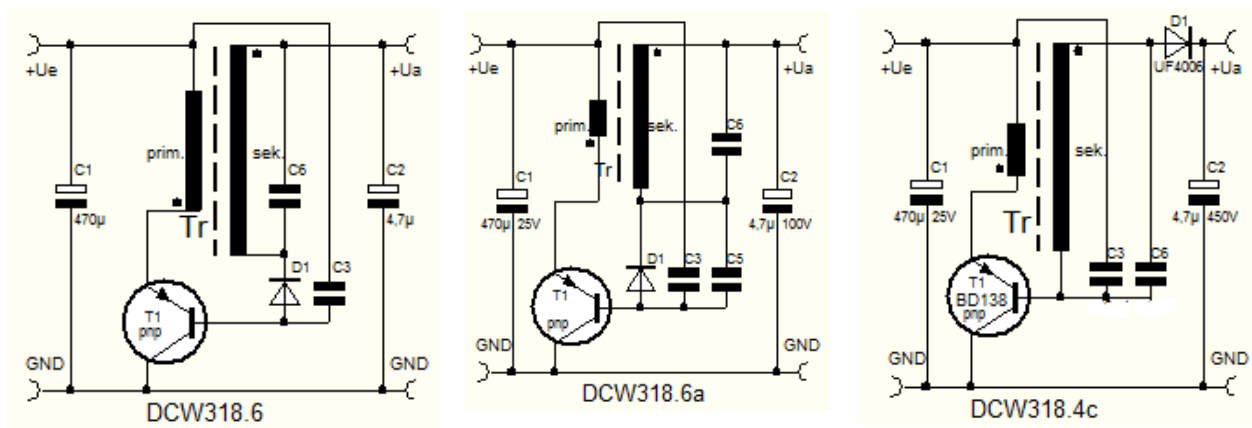 +Ue
+Ua
prim.
sek.
C1
470µ
Tr
C6
C2
4,7µ
D1
C3
T1
pnp
GND
GND
DCW318.6
+Ue
+Ua
prim.
sek.
Tr
C6
C1
470µ 25V
C2
4,7µ 100V
D1
C3
C5
T1
pnp
GND
GND
DCW318.6a
D1
UF4006
+Ue
+Ua
prim.
sek.
C1
470µ 25V
Tr
C2
4,7µ 450V
C3
C6
T1
BD138
pnp
GND
GND
DCW318.4c